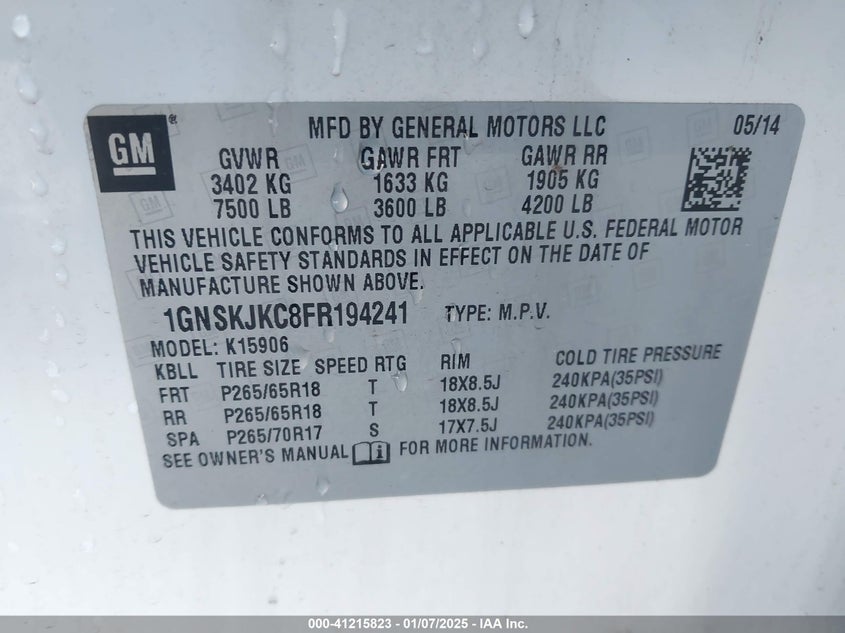 GM® MFD BY GENERAL MOTORS LLC 05/14
GVWR GAWR FRT GAWR RR
3402 KG 1633 KG 1905 KG
7500 LB 3600 LB 4200 LB
THIS VEHICLE CONFORMS TO ALL APPLICABLE U.S. FEDERAL MOTOR
VEHICLE SAFETY STANDARDS IN EFFECT ON THE DATE OF
MANUFACTURE SHOWN ABOVE.
1GNSKJKC8FR194241 TYPE: M.P.V.
MODEL: K15906
KBLL TIRE SIZE SPEED RTG RIM COLD TIRE PRESSURE
FRT P265/65R18 T 18X8.5J 240KPA(35PSI)
RR P265/65R18 T 18X8.5J 240KPA(35PSI)
SPA P265/70R17 S 17X7.5J 240KPA(35PSI)
SEE OWNER'S MANUAL i FOR MORE INFORMATION.
000-41215823 - 01/07/2025 - IAA Inc.